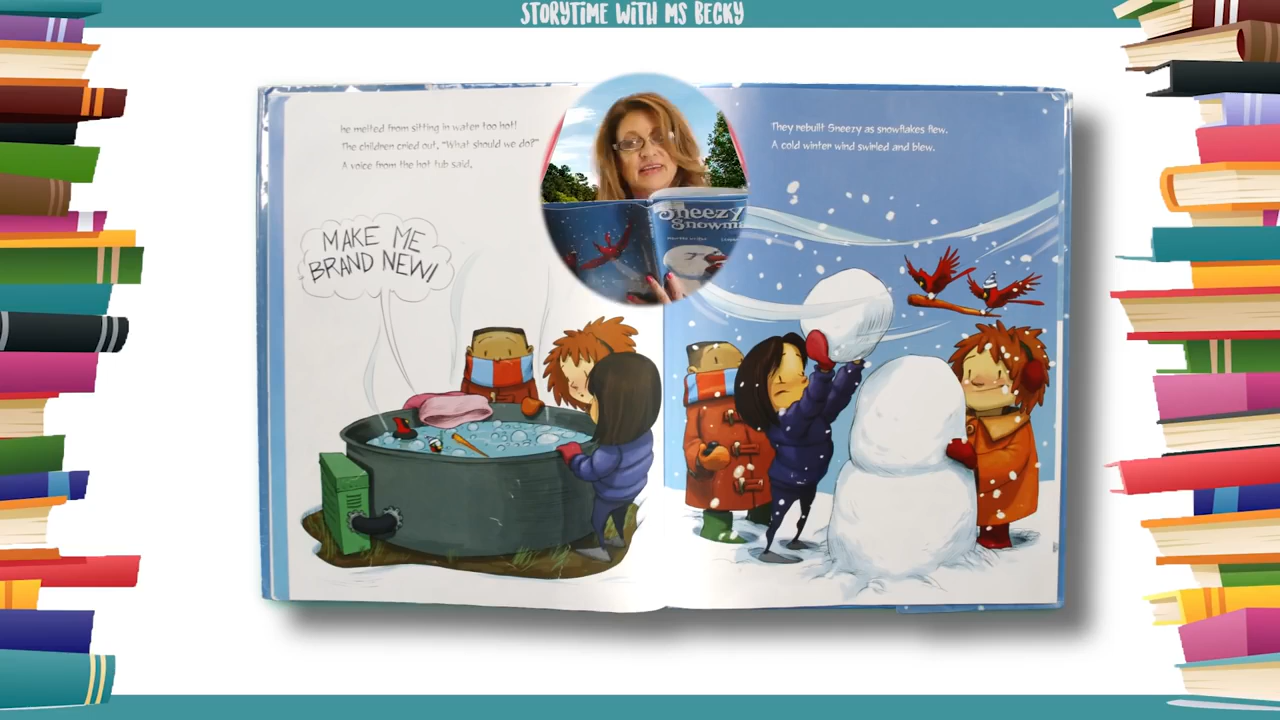 STORYTIME WITH MS BECKY
he melted from sitting in water too hot!
The children cried out, "What should we do?"
A voice from the hot tub said,
MAKE ME
BRAND NEW!
Sneezy
Snowma
They rebuilt Sneezy as snowflakes flew.
A cold winter wind swirled and blew.